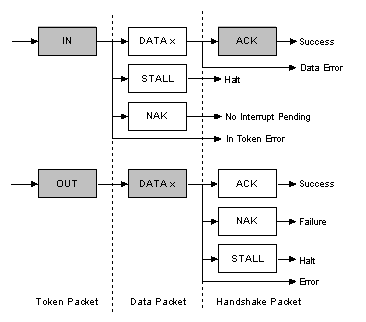 IN DATA x ACK Success
Data Error
STALL Halt
NAK No Interrupt Pending
In Token Error
OUT DATA x ACK Success
NAK Failure
STALL Halt
Error
Token Packet Data Packet Handshake Packet